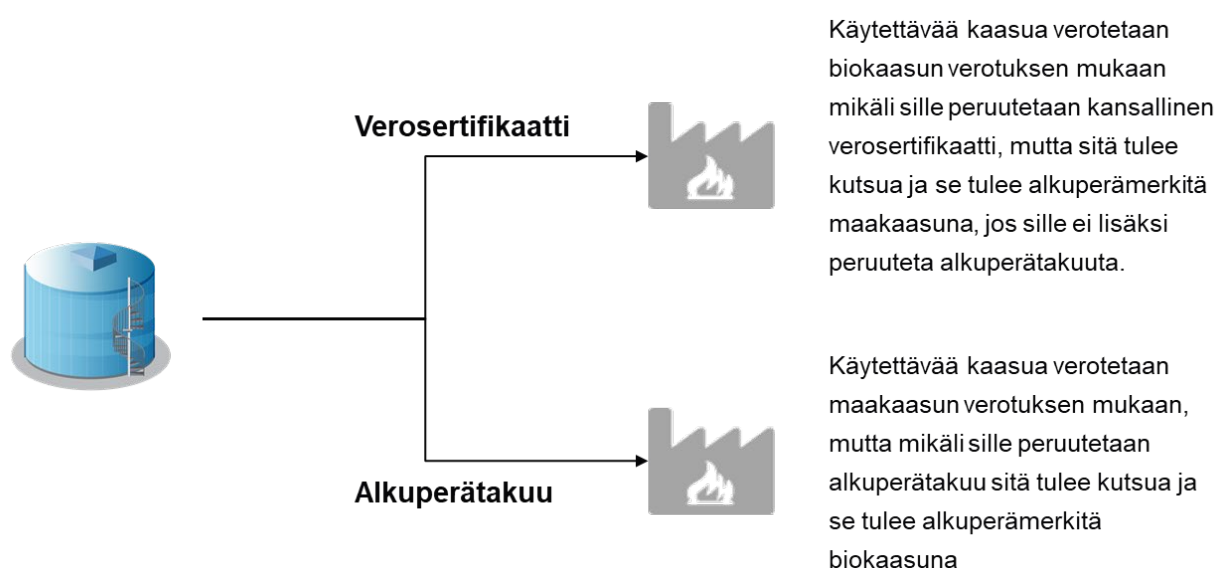 Verosertifikaatti
Käytettävää kaasua verotetaan
biokaasun verotuksen mukaan
mikäli sille peruutetaan kansallinen
verosertifikaatti, mutta sitä tulee
kutsua ja se tulee alkuperämerkitä
maakaasuna, jos sille ei lisäksi
peruuteta alkuperätakuuta.
Alkuperätakuu
Käytettävää kaasua verotetaan
maakaasun verotuksen mukaan,
mutta mikäli sille peruutetaan
alkuperätakuu sitä tulee kutsua ja
se tulee alkuperämerkitä
biokaasuna